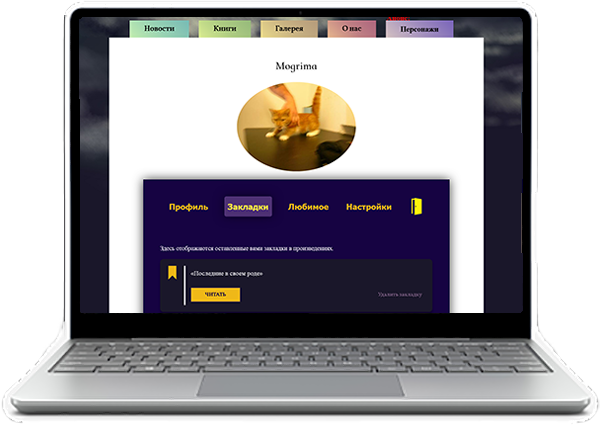 Новости Книги Галерея О нас Персонажи
Mogrima
Профиль Закладки Любимое Настройки
Здесь отображаются оставленные вами закладки в произведениях.
«Последние в своем роде»
ЧИТАТЬ Удалить закладку